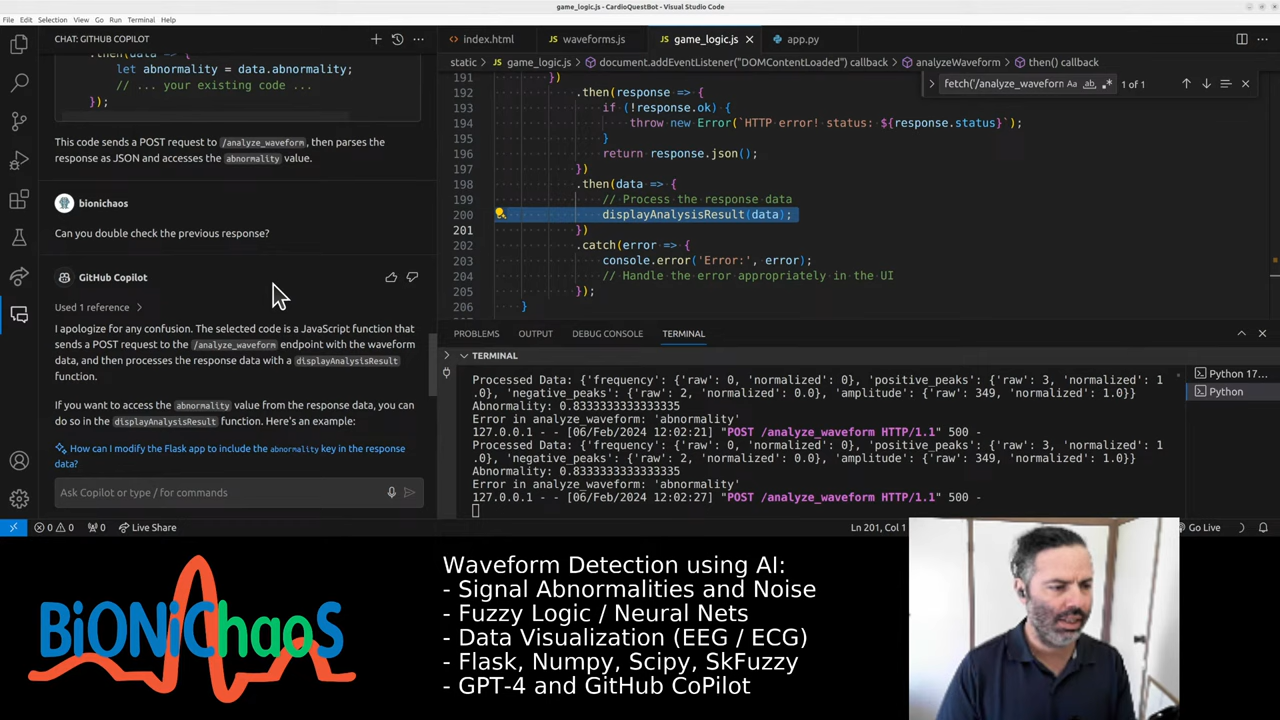 game_logic.js - CardioQuestBot - Visual Studio Code
File Edit Selection View Go Run Terminal Help
CHAT: GITHUB COPILOT
let abnormality = data.abnormality;
// ... your existing code ...
});
This code sends a POST request to /analyze_waveform, then parses the
response as JSON and accesses the abnormality value.
bionichaos
Can you double check the previous response?
GitHub Copilot
Used 1 reference
I apologize for any confusion. The selected code is a JavaScript function that
sends a POST request to the /analyze_waveform endpoint with the waveform
data, and then processes the response data with a displayAnalysisResult
function.
If you want to access the abnormality value from the response data, you can
do so in the displayAnalysisResult function. Here's an example:
How can I modify the Flask app to include the abnormality key in the response
data?
Ask Copilot or type / for commands
index.html
waveforms.js
game_logic.js
app.py
static > game_logic.js > document.addEventListener("DOMContentLoaded") callback > analyzeWaveform > then() callback
fetch('/analyze_waveform Aa ab 1 of 1
191 })
192 .then(response => {
193 if (!response.ok) {
194 throw new Error(`HTTP error! status: ${response.status}`);
195 }
196 return response.json();
197 })
198 .then(data => {
199 // Process the response data
200 displayAnalysisResult(data);
201 })
202 .catch(error => {
203 console.error('Error:', error);
204 // Handle the error appropriately in the UI
205 });
206 }
PROBLEMS OUTPUT DEBUG CONSOLE TERMINAL
TERMINAL
Processed Data: {'frequency': {'raw': 0, 'normalized': 0}, 'positive_peaks': {'raw': 3, 'normalized': 1
.0}, 'negative_peaks': {'raw': 2, 'normalized': 0.0}, 'amplitude': {'raw': 349, 'normalized': 1.0}}
Abnormality: 0.8333333333333335
Error in analyze_waveform: 'abnormality'
127.0.0.1 - - [06/Feb/2024 12:02:21] "POST /analyze_waveform HTTP/1.1" 500 -
Processed Data: {'frequency': {'raw': 0, 'normalized': 0}, 'positive_peaks': {'raw': 3, 'normalized': 1
.0}, 'negative_peaks': {'raw': 2, 'normalized': 0.0}, 'amplitude': {'raw': 349, 'normalized': 1.0}}
Abnormality: 0.8333333333333335
Error in analyze_waveform: 'abnormality'
127.0.0.1 - - [06/Feb/2024 12:02:27] "POST /analyze_waveform HTTP/1.1" 500 -
Python 17...
Python
0 0 0 Live Share
Ln 201, Col 1
Go Live
BiONiChaoS
Waveform Detection using AI:
- Signal Abnormalities and Noise
- Fuzzy Logic / Neural Nets
- Data Visualization (EEG / ECG)
- Flask, Numpy, Scipy, SkFuzzy
- GPT-4 and GitHub CoPilot